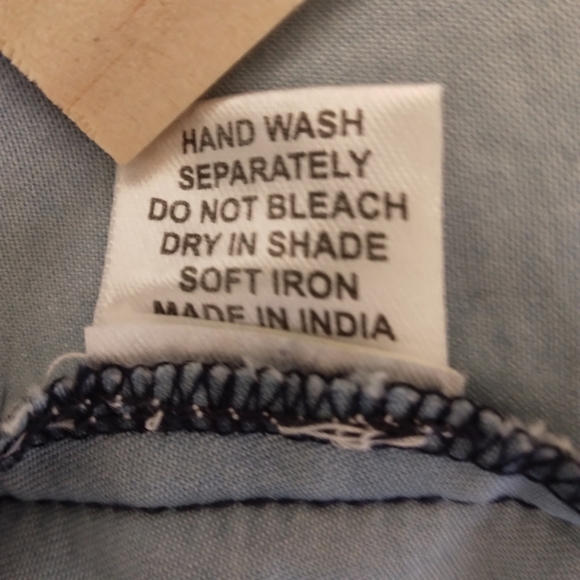 HAND WASH
SEPARATELY
DO NOT BLEACH
DRY IN SHADE
SOFT IRON
MADE IN INDIA